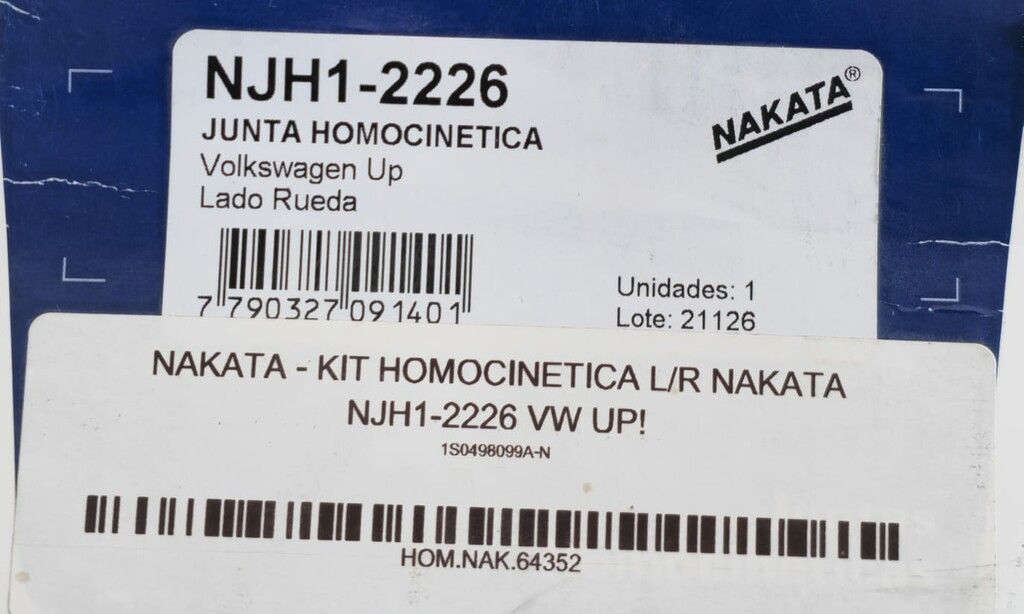 NJH1-2226
NAKATA®
JUNTA HOMOCINETICA
Volkswagen Up
Lado Rueda
7 790327 091401
Unidades: 1
Lote: 21126
NAKATA - KIT HOMOCINETICA L/R NAKATA
NJH1-2226 VW UP!
1S0498099A-N
HOM.NAK.64352